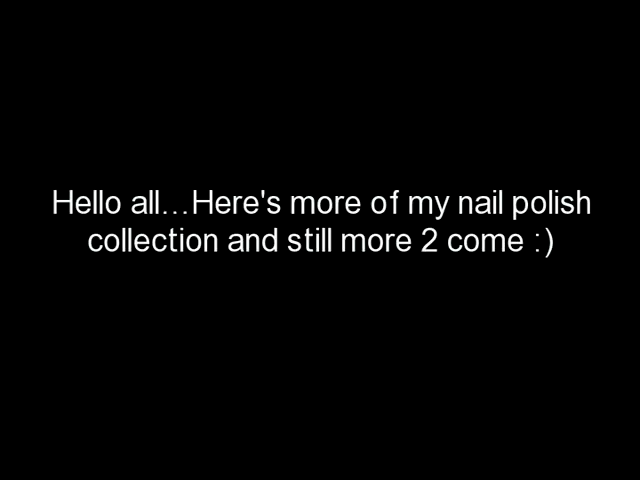 Hello all...Here's more of my nail polish
collection and still more 2 come :)